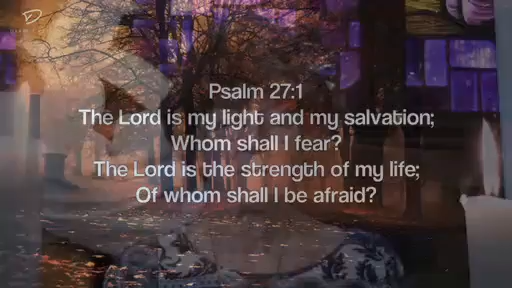 Psalm 27:1
The Lord is my light and my salvation;
Whom shall I fear?
The Lord is the strength of my life;
Of whom shall I be afraid?